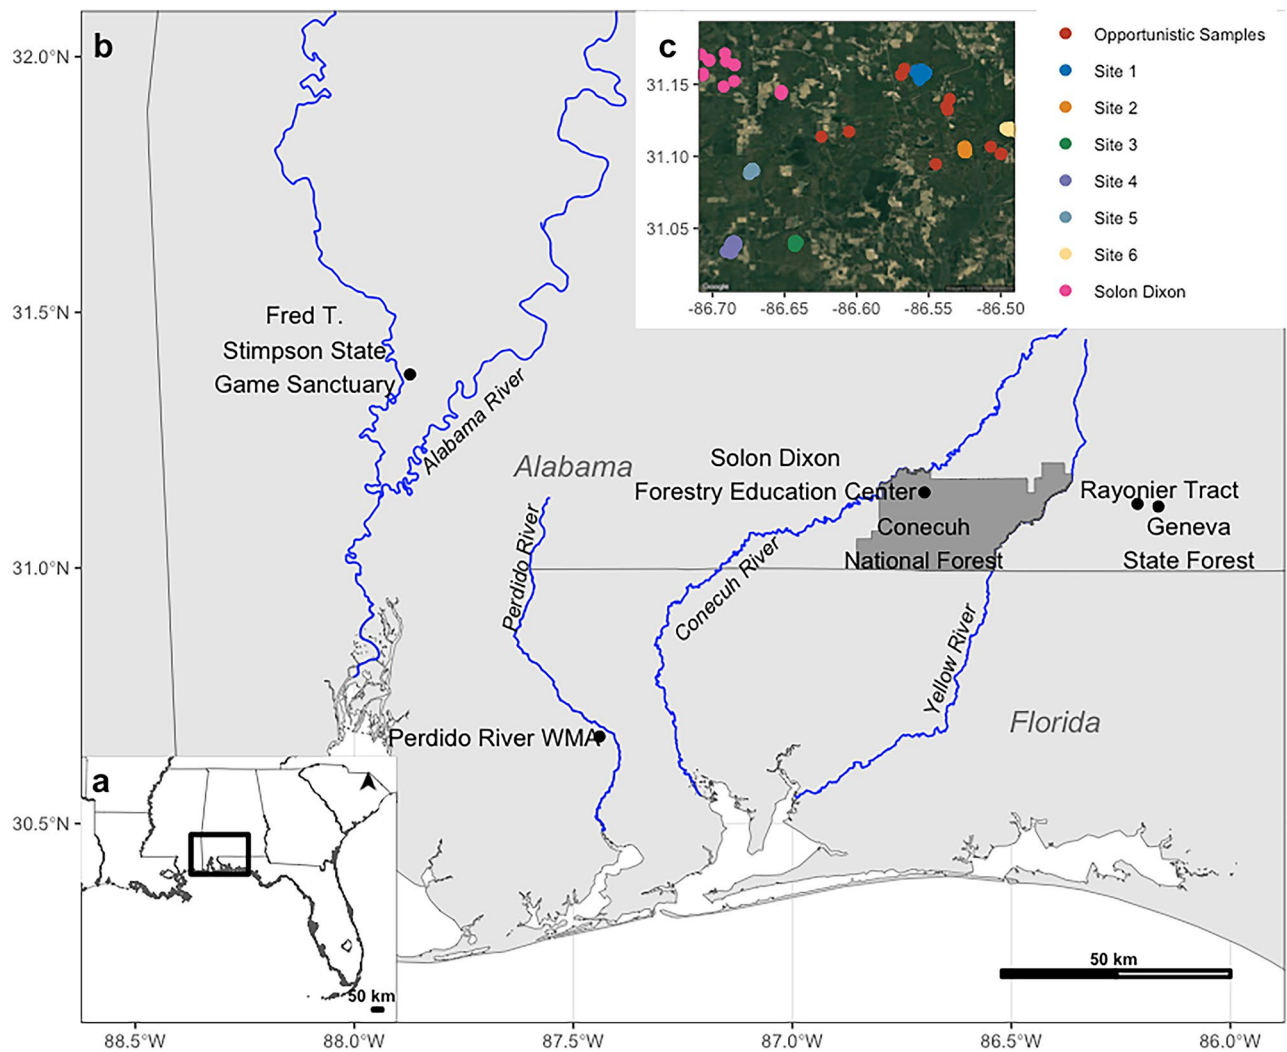 b
32.0°N
31.5°N
31.0°N
30.5°N
88.5°W
88.0°W
87.5°W
87.0°W
86.5°W
86.0°W
Fred T.
Stimpson State
Game Sanctuary
Alabama River
Alabama
Perdido River
Perdido River WMA
Solon Dixon
Forestry Education Center
Conecuh
National Forest
Conecuh River
Yellow River
Rayonier Tract
Geneva
State Forest
Florida
50 km
a
50 km
c
31.15
31.10
31.05
-86.70
-86.65
-86.60
-86.55
-86.50
Google
Opportunistic Samples
Site 1
Site 2
Site 3
Site 4
Site 5
Site 6
Solon Dixon